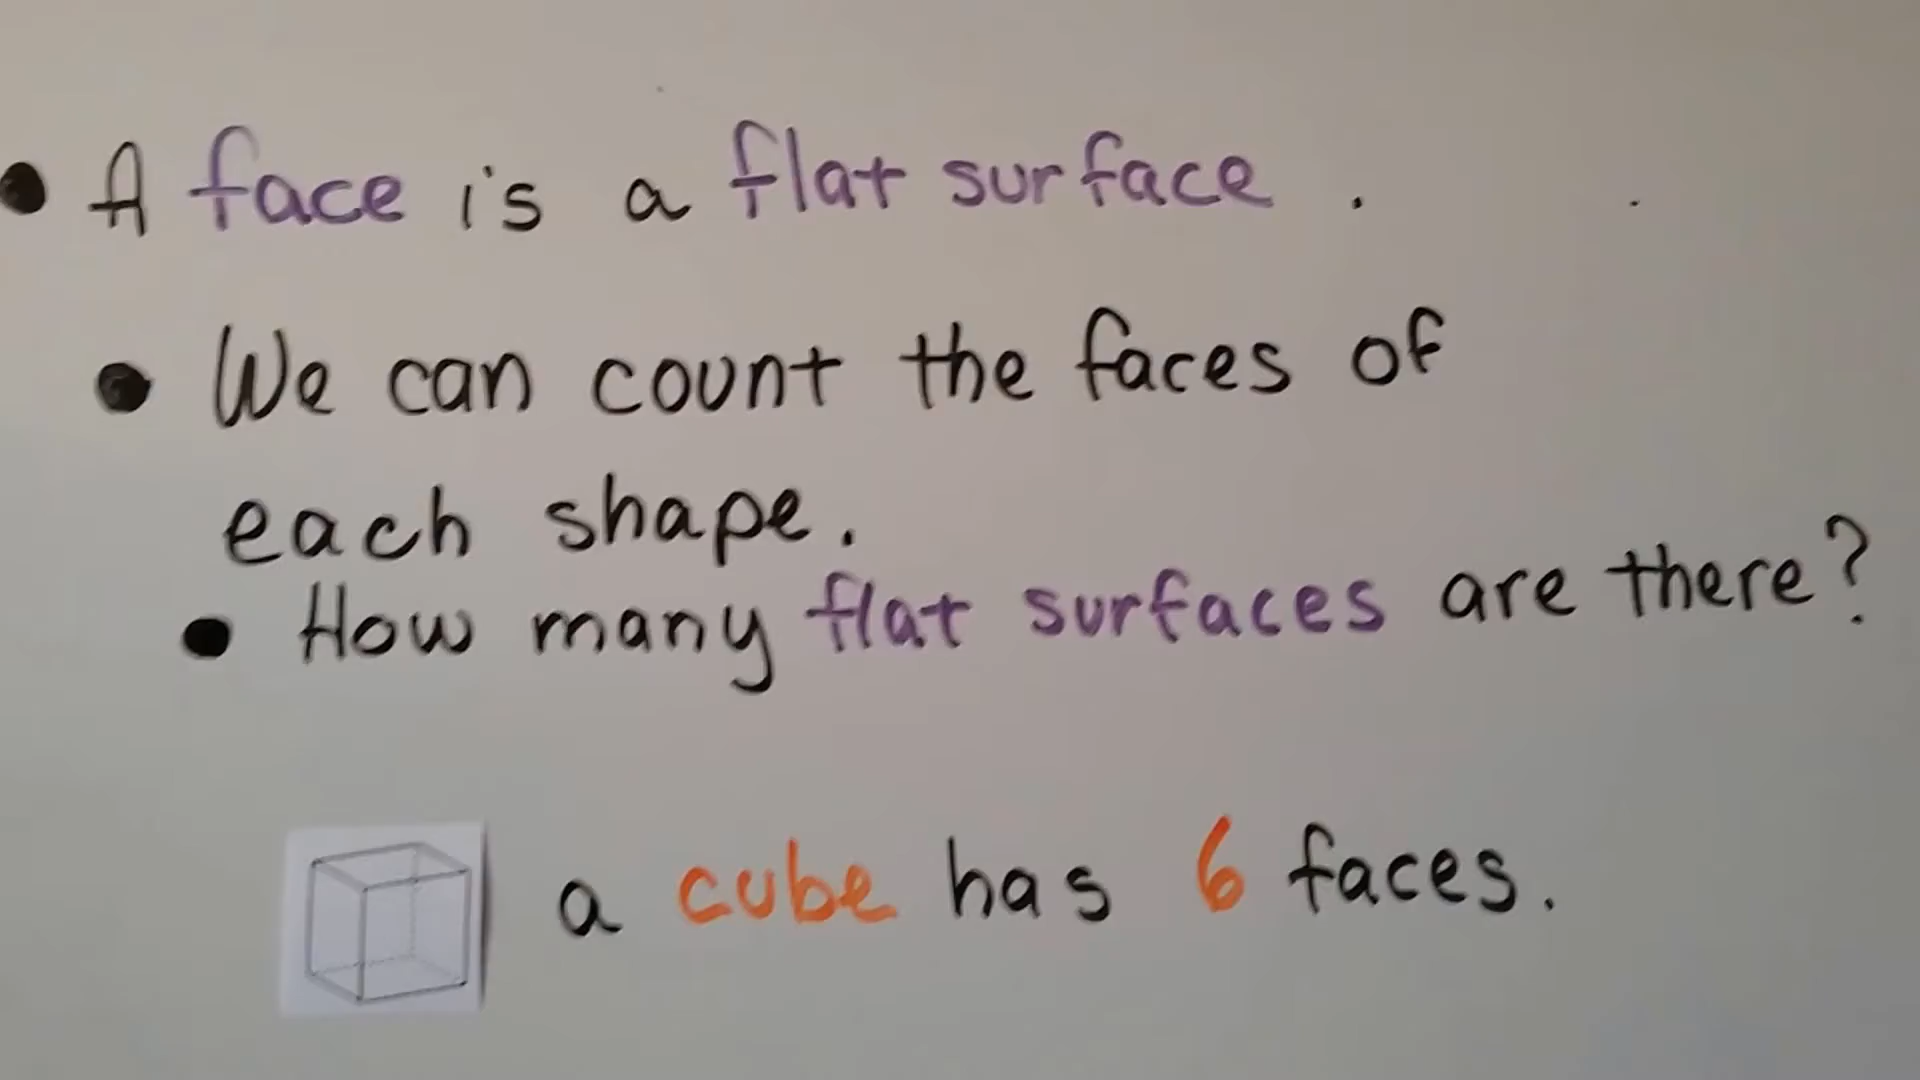 • A face is a flat surface.
• We can count the faces of
each shape.
• How many flat surfaces are there?
a cube has 6 faces.